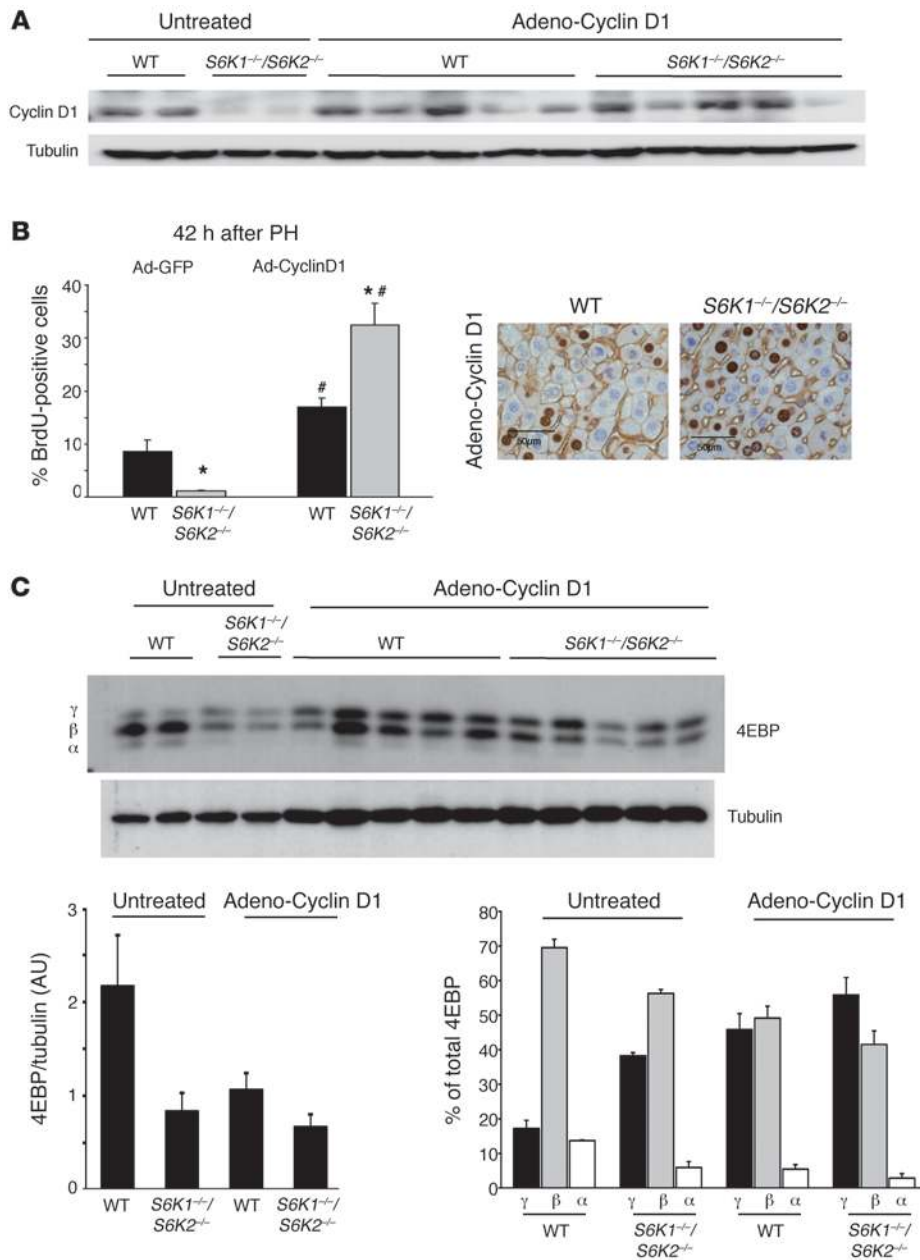 A
Untreated Adeno-Cyclin D1
WT S6K1–/–/S6K2–/– WT S6K1–/–/S6K2–/–
Cyclin D1
Tubulin
B
42 h after PH
Ad-GFP Ad-CyclinD1
% BrdU-positive cells
40
30
20
10
0
*
#
* #
WT S6K1–/–/ S6K2–/– WT S6K1–/–/ S6K2–/–
Adeno-Cyclin D1
WT S6K1–/–/S6K2–/–
50µm 50µm
C
Untreated Adeno-Cyclin D1
WT S6K1–/–/ S6K2–/– WT S6K1–/–/S6K2–/–
γ
β
α
4EBP
Tubulin
Untreated Adeno-Cyclin D1
4EBP/tubulin (AU)
3
2
1
0
WT S6K1–/–/ S6K2–/– WT S6K1–/–/ S6K2–/–
Untreated Adeno-Cyclin D1
% of total 4EBP
80
70
60
50
40
30
20
10
0
γ β α γ β α γ β α γ β α
WT S6K1–/–/ S6K2–/– WT S6K1–/–/ S6K2–/–